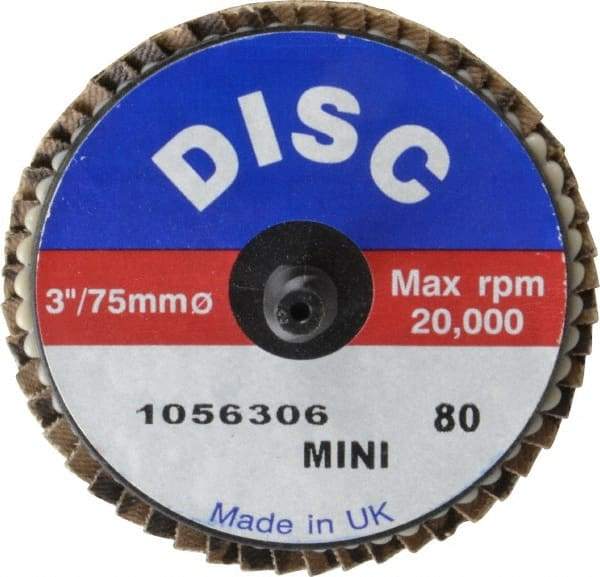 DISC
3"/75mmø
Max rpm
20,000
1056306 80
MINI
Made in UK